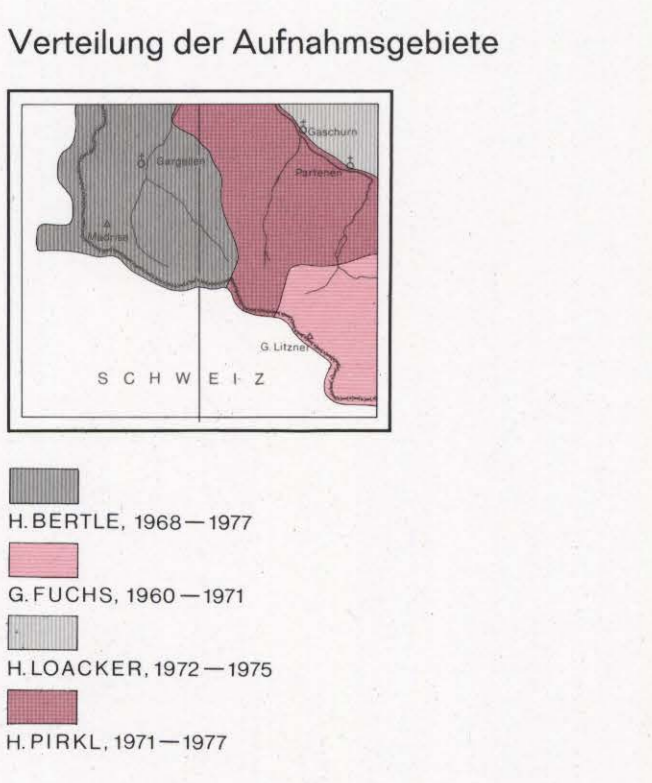 Verteilung der Aufnahmsgebiete
Gaschurn
Gargellen
Partenen
Madrisa
G. Litzner
SCHWEIZ
H. BERTLE, 1968—1977
G. FUCHS, 1960—1971
H. LOACKER, 1972—1975
H. PIRKL, 1971—1977